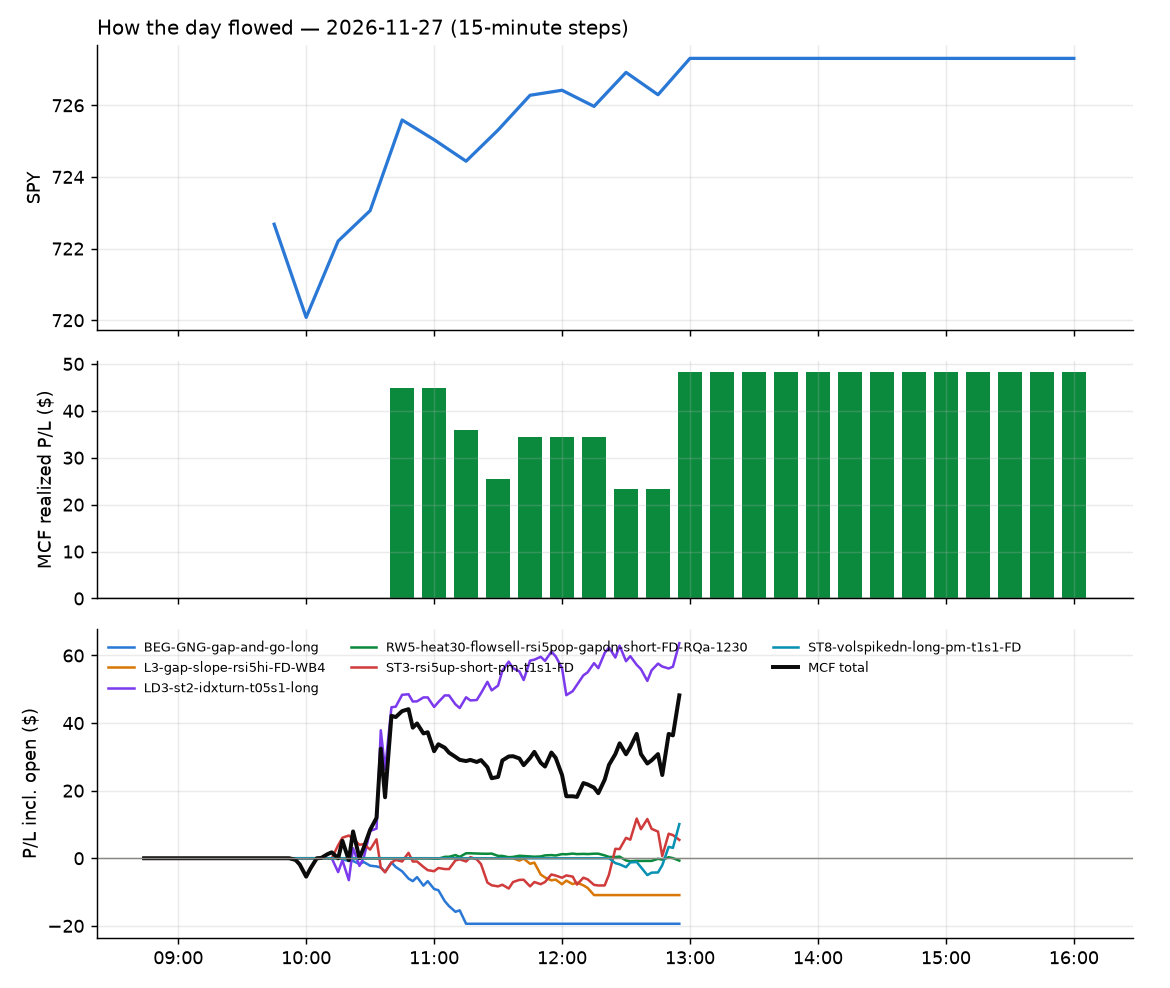 How the day flowed — 2026-11-27 (15-minute steps)
726
724
722
720
SPY
50
40
30
20
10
0
MCF realized P/L ($)
BEG-GNG-gap-and-go-long
L3-gap-slope-rsi5hi-FD-WB4
LD3-st2-idxturn-t05s1-long
RW5-heat30-flowsell-rsi5pop-gapdn-short-FD-RQa-1230
ST3-rsi5up-short-pm-t1s1-FD
ST8-volspikedn-long-pm-t1s1-FD
MCF total
60
40
20
0
−20
P/L incl. open ($)
09:00 10:00 11:00 12:00 13:00 14:00 15:00 16:00